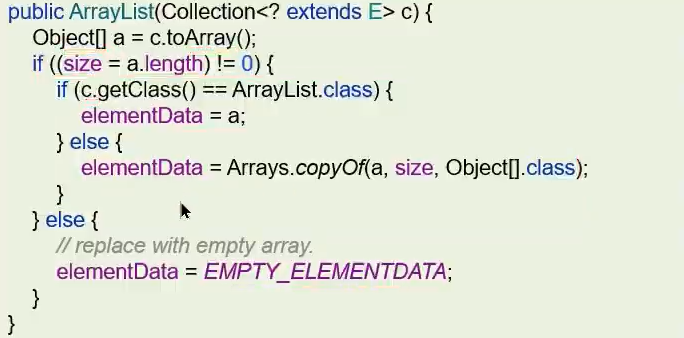 public ArrayList(Collection<? extends E> c) {
    Object[] a = c.toArray();
    if ((size = a.length) != 0) {
        if (c.getClass() == ArrayList.class) {
            elementData = a;
        } else {
            elementData = Arrays.copyOf(a, size, Object[].class);
        }
    } else {
        // replace with empty array.
        elementData = EMPTY_ELEMENTDATA;
    }
}